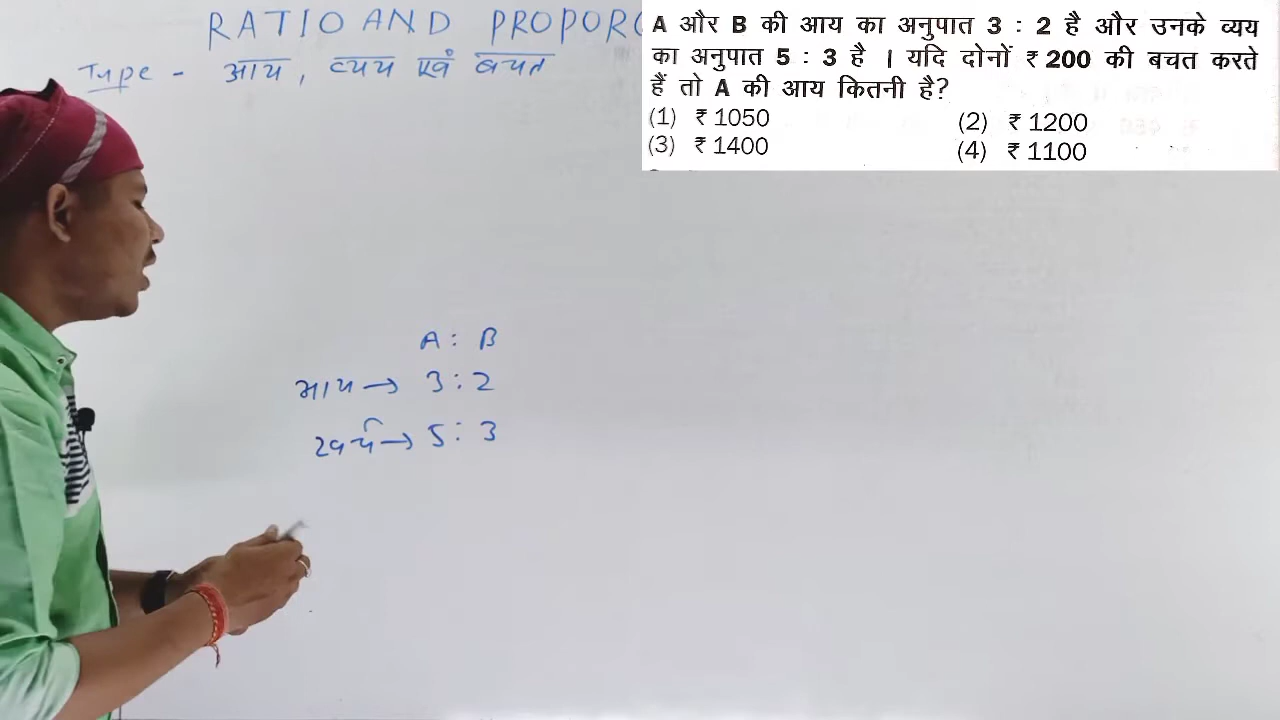 RATIO AND PROPOR
Type - आय, व्यय एवं बचत
A और B की आय का अनुपात 3 : 2 है और उनके व्यय
का अनुपात 5 : 3 है । यदि दोनों ₹ 200 की बचत करते
हैं तो A की आय कितनी है?
(1) ₹ 1050 (2) ₹ 1200
(3) ₹ 1400 (4) ₹ 1100
A : B
आय → 3 : 2
खर्च → 5 : 3